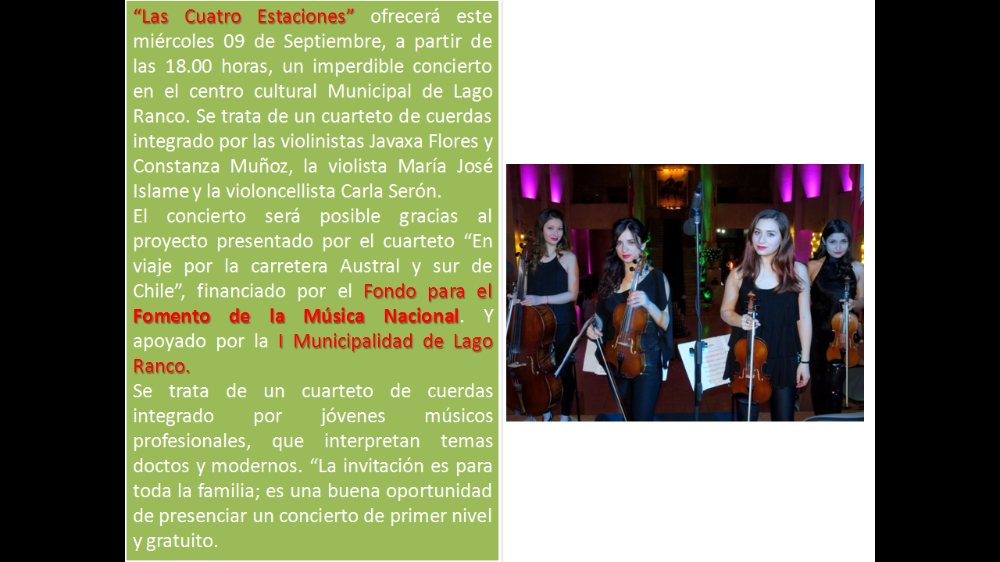 “Las Cuatro Estaciones” ofrecerá este
miércoles 09 de Septiembre, a partir de
las 18.00 horas, un imperdible concierto
en el centro cultural Municipal de Lago
Ranco. Se trata de un cuarteto de cuerdas
integrado por las violinistas Javaxa Flores y
Constanza Muñoz, la violista María José
Islame y la violoncellista Carla Serón.
El concierto será posible gracias al
proyecto presentado por el cuarteto “En
viaje por la carretera Austral y sur de
Chile”, financiado por el Fondo para el
Fomento de la Música Nacional. Y
apoyado por la I Municipalidad de Lago
Ranco.
Se trata de un cuarteto de cuerdas
integrado por jóvenes músicos
profesionales, que interpretan temas
doctos y modernos. “La invitación es para
toda la familia; es una buena oportunidad
de presenciar un concierto de primer nivel
y gratuito.